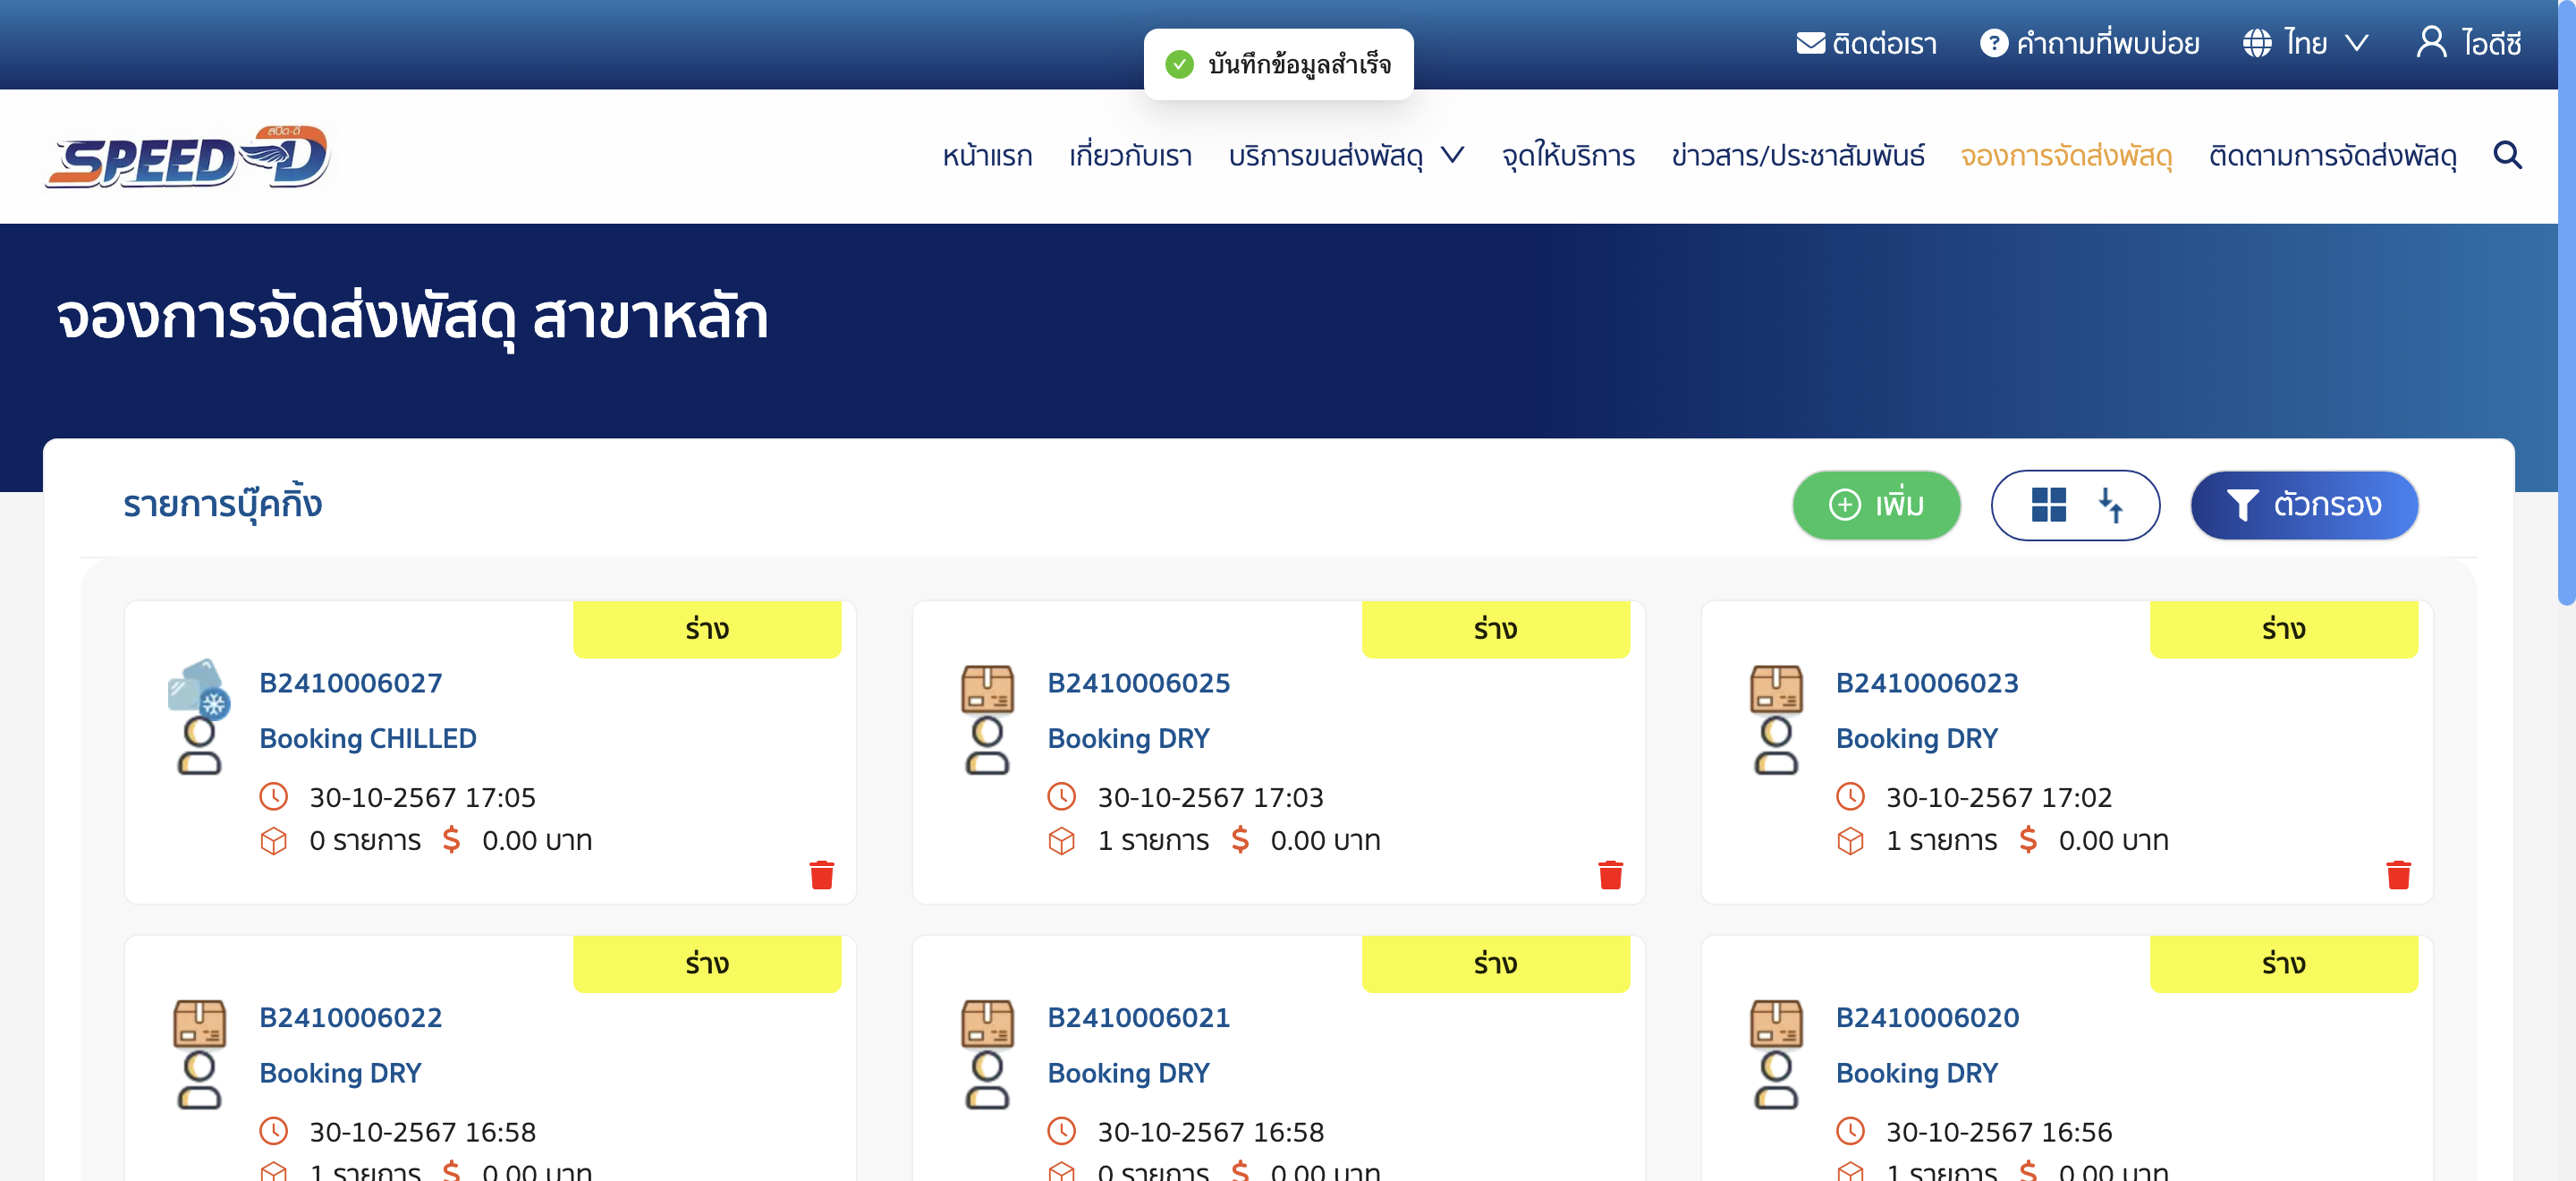 ติดต่อเรา คำถามที่พบบ่อย ไทย ไอดีซี
บันทึกข้อมูลสำเร็จ
สปีด-ดี
SPEED-D
หน้าแรก เกี่ยวกับเรา บริการขนส่งพัสดุ จุดให้บริการ ข่าวสาร/ประชาสัมพันธ์ จองการจัดส่งพัสดุ ติดตามการจัดส่งพัสดุ
จองการจัดส่งพัสดุ สาขาหลัก
รายการบุ๊คกิ้ง
เพิ่ม
ตัวกรอง
ร่าง
B2410006027
Booking CHILLED
30-10-2567 17:05
0 รายการ $ 0.00 บาท
ร่าง
B2410006025
Booking DRY
30-10-2567 17:03
1 รายการ $ 0.00 บาท
ร่าง
B2410006023
Booking DRY
30-10-2567 17:02
1 รายการ $ 0.00 บาท
ร่าง
B2410006022
Booking DRY
30-10-2567 16:58
1 รายการ $ 0.00 บาท
ร่าง
B2410006021
Booking DRY
30-10-2567 16:58
0 รายการ $ 0.00 บาท
ร่าง
B2410006020
Booking DRY
30-10-2567 16:56
1 รายการ $ 0.00 บาท